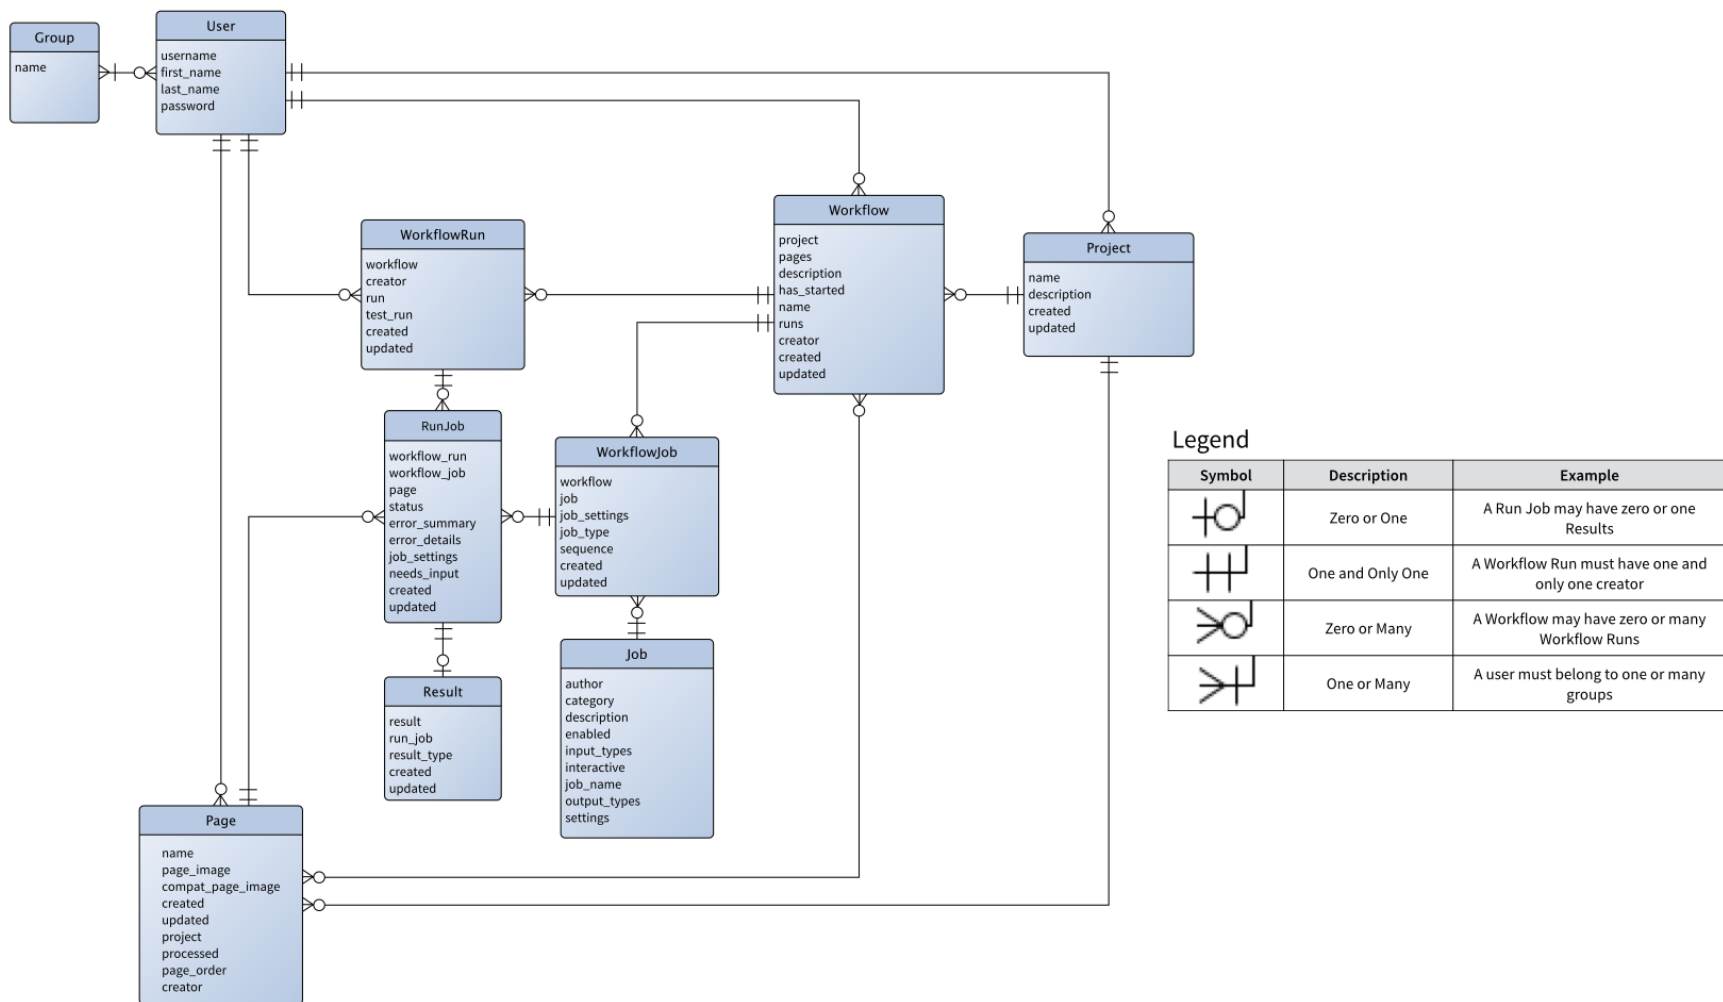 Group
name
User
username
first_name
last_name
password
WorkflowRun
workflow
creator
run
test_run
created
updated
Workflow
project
pages
description
has_started
name
runs
creator
created
updated
Project
name
description
created
updated
RunJob
workflow_run
workflow_job
page
status
error_summary
error_details
job_settings
needs_input
created
updated
WorkflowJob
workflow
job
job_settings
job_type
sequence
created
updated
Result
result
run_job
result_type
created
updated
Job
author
category
description
enabled
input_types
interactive
job_name
output_types
settings
Page
name
page_image
compat_page_image
created
updated
project
processed
page_order
creator
Legend
Symbol Description Example
Zero or One
A Run Job may have zero or one
Results
One and Only One
A Workflow Run must have one and
only one creator
Zero or Many
A Workflow may have zero or many
Workflow Runs
One or Many
A user must belong to one or many
groups